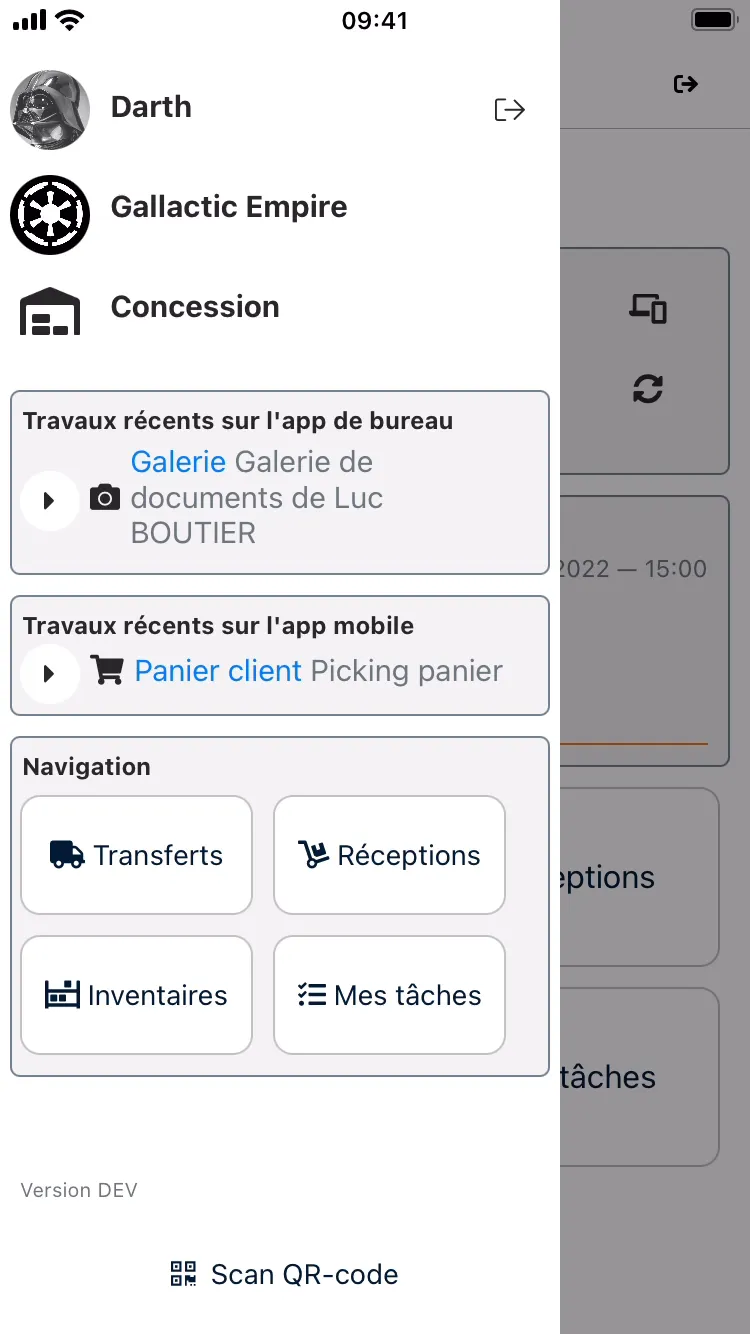 09:41
Darth
Gallactic Empire
Concession
Travaux récents sur l'app de bureau
Galerie Galerie de
documents de Luc
BOUTIER
Travaux récents sur l'app mobile
2022 — 15:00
Panier client Picking panier
Navigation
Transferts
Réceptions
eptions
Inventaires
Mes tâches
tâches
Version DEV
Scan QR-code